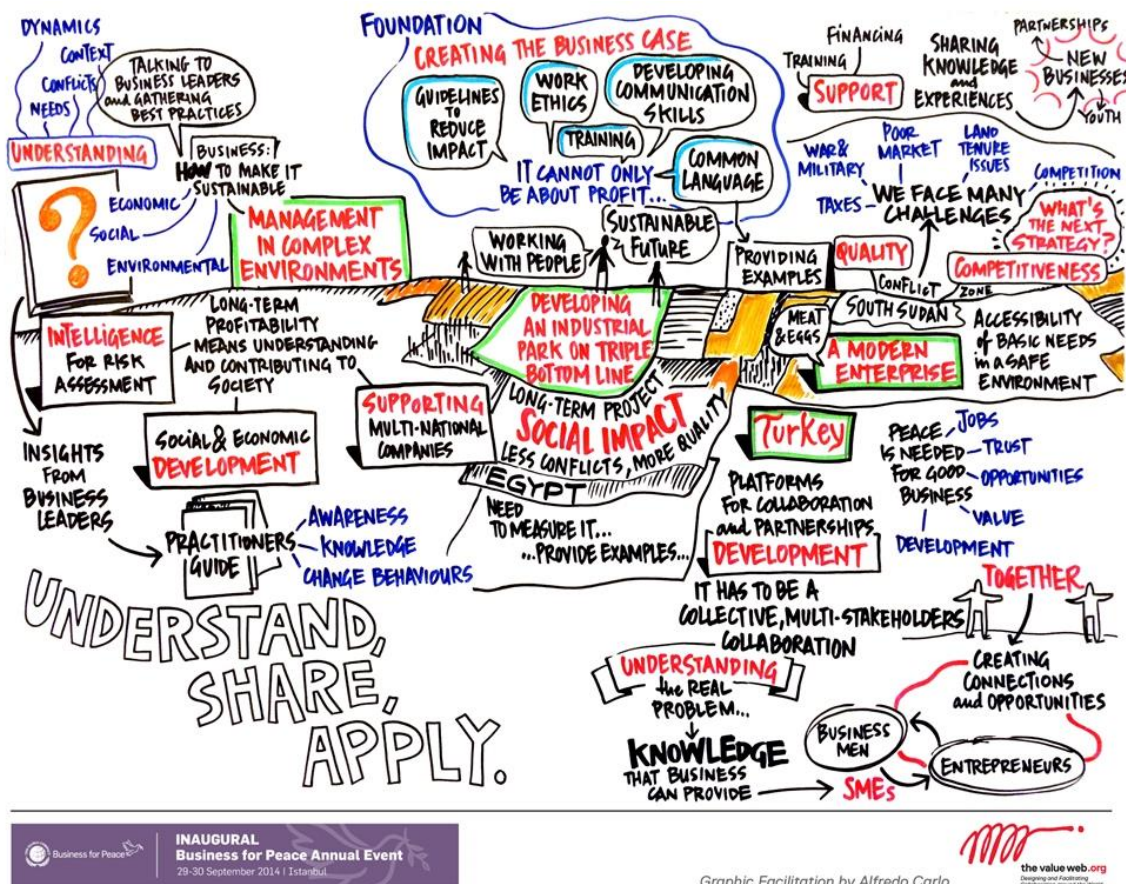 DYNAMICS
CONTEXT
CONFLICTS
NEEDS
UNDERSTANDING
TALKING TO
BUSINESS LEADERS
and GATHERING
BEST PRACTICES
BUSINESS:
HOW TO MAKE IT
SUSTAINABLE
ECONOMIC
SOCIAL
ENVIRONMENTAL
?
MANAGEMENT
IN COMPLEX
ENVIRONMENTS
FOUNDATION
CREATING THE BUSINESS CASE
GUIDELINES
TO
REDUCE
IMPACT
WORK
ETHICS
DEVELOPING
COMMUNICATION
SKILLS
TRAINING
COMMON
LANGUAGE
IT CANNOT ONLY
BE ABOUT PROFIT...
WORKING
WITH PEOPLE
SUSTAINABLE
FUTURE
PROVIDING
EXAMPLES
FINANCING
TRAINING
SUPPORT
SHARING
KNOWLEDGE
and
EXPERIENCES
PARTNERSHIPS
NEW
BUSINESSES
YOUTH
WAR &
MILITARY
POOR
MARKET
LAND
TENURE
ISSUES
COMPETITION
TAXES
WE FACE MANY
CHALLENGES
WHAT'S
THE NEXT
STRATEGY?
QUALITY
COMPETITIVENESS
CONFLICT
ZONE
SOUTH SUDAN
MEAT
& EGGS
A MODERN
ENTERPRISE
ACCESSIBILITY
of BASIC NEEDS
in a SAFE
ENVIRONMENT
INTELLIGENCE
FOR RISK
ASSESSMENT
LONG-TERM
PROFITABILITY
MEANS UNDERSTANDING
AND CONTRIBUTING TO
SOCIETY
SOCIAL & ECONOMIC
DEVELOPMENT
SUPPORTING
MULTI-NATIONAL
COMPANIES
DEVELOPING
AN INDUSTRIAL
PARK ON TRIPLE
BOTTOM LINE
LONG-TERM PROJECT
SOCIAL IMPACT
LESS CONFLICTS, MORE QUALITY
EGYPT
NEED
TO MEASURE IT...
...PROVIDE EXAMPLES...
INSIGHTS
FROM
BUSINESS
LEADERS
PRACTITIONERS
GUIDE
AWARENESS
KNOWLEDGE
CHANGE BEHAVIOURS
TURKEY
PLATFORMS
FOR COLLABORATION
and PARTNERSHIPS
DEVELOPMENT
IT HAS TO BE A
COLLECTIVE, MULTI-STAKEHOLDERS
COLLABORATION
PEACE
IS NEEDED
FOR GOOD
BUSINESS
JOBS
TRUST
OPPORTUNITIES
VALUE
DEVELOPMENT
TOGETHER
CREATING
CONNECTIONS
and OPPORTUNITIES
UNDERSTANDING
the REAL
PROBLEM...
KNOWLEDGE
THAT BUSINESS
CAN PROVIDE
SMEs
BUSINESS
MEN
ENTREPRENEURS
UNDERSTAND,
SHARE,
APPLY.
Business for Peace
INAUGURAL
Business for Peace Annual Event
29-30 September 2014 | Istanbul
Graphic Facilitation by Alfredo Carlo
the value web.org
Designing and Facilitating